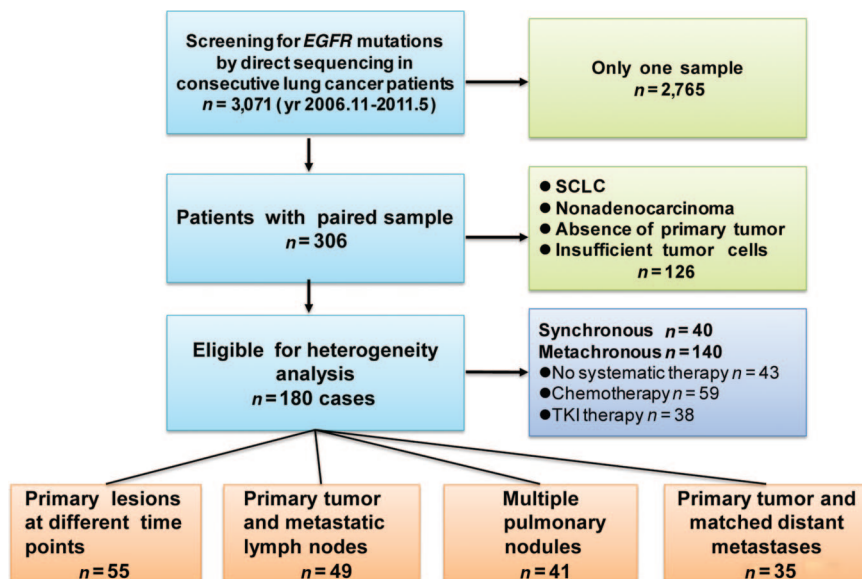 Screening for EGFR mutations
by direct sequencing in
consecutive lung cancer patients
n = 3,071 (yr 2006.11-2011.5)
Only one sample
n = 2,765
Patients with paired sample
n = 306
● SCLC
● Nonadenocarcinoma
● Absence of primary tumor
● Insufficient tumor cells
n = 126
Eligible for heterogeneity
analysis
n = 180 cases
Synchronous n = 40
Metachronous n = 140
●No systematic therapy n = 43
●Chemotherapy n = 59
●TKI therapy n = 38
Primary lesions
at different time
points
n = 55
Primary tumor
and metastatic
lymph nodes
n = 49
Multiple
pulmonary
nodules
n = 41
Primary tumor and
matched distant
metastases
n = 35